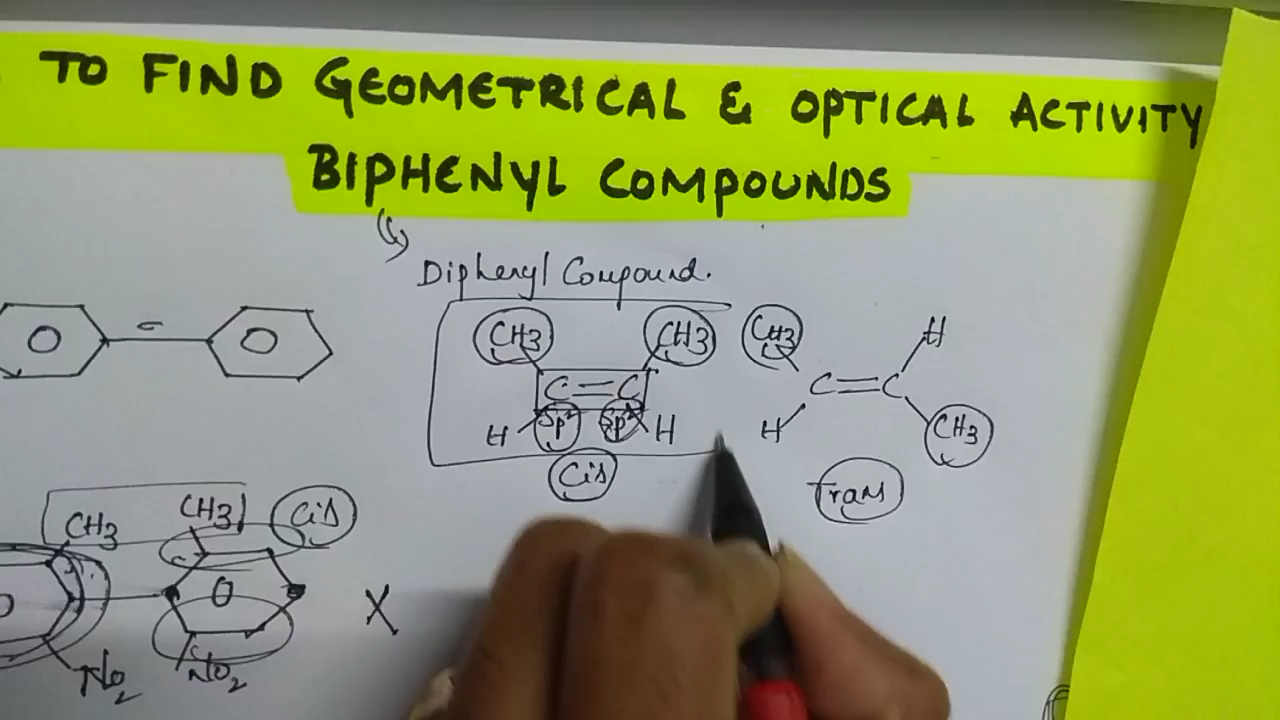 TO FIND GEOMETRICAL & OPTICAL ACTIVITY
BIPHENYL COMPOUNDS
Diphenyl Compound.
CH3 CH3 CH3 H
C=C C=C
H Sp² Sp² H H CH3
Cis Trans
CH3 CH3 Cis
X
NO2 NO2